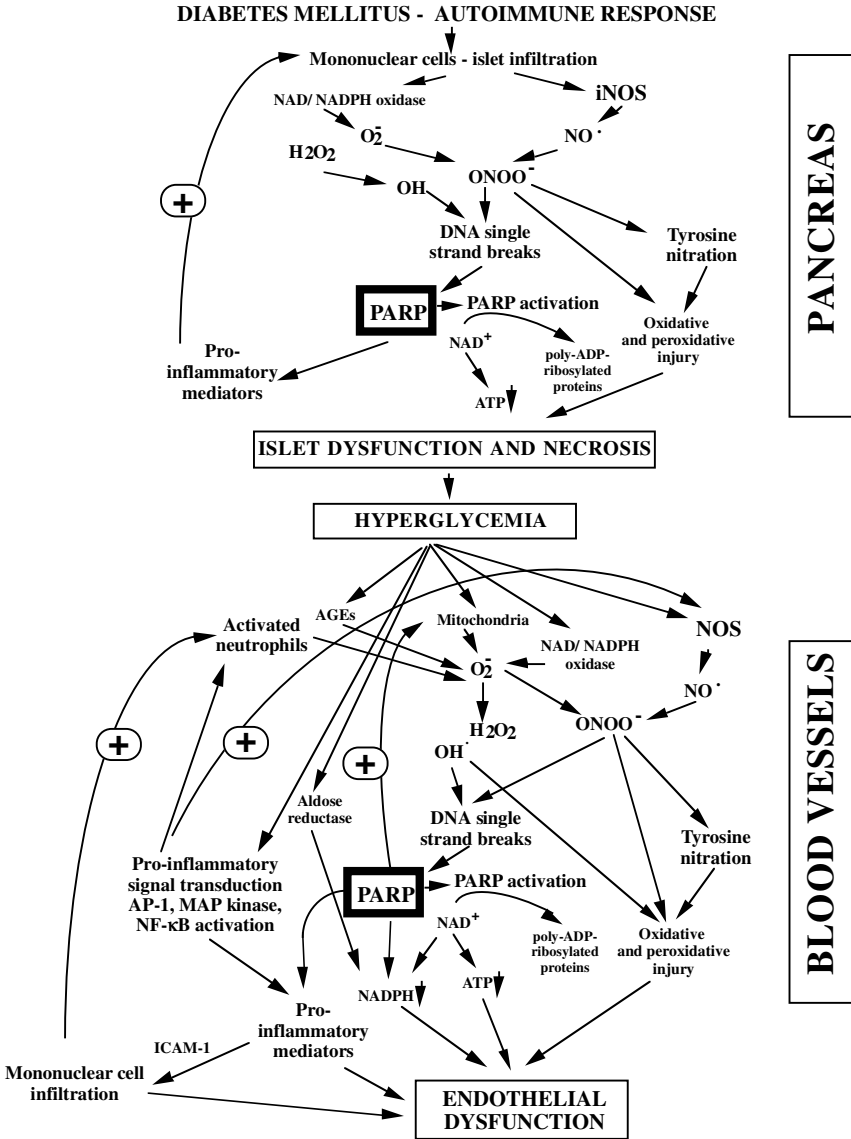 DIABETES MELLITUS - AUTOIMMUNE RESPONSE
Mononuclear cells - islet infiltration
NAD/ NADPH oxidase
iNOS
O2-
NO·
H2O2
OH
ONOO-
DNA single
strand breaks
Tyrosine
nitration
+
PARP
PARP activation
NAD+
poly-ADP-
ribosylated
proteins
Oxidative
and peroxidative
injury
Pro-
inflammatory
mediators
ATP
PANCREAS
ISLET DYSFUNCTION AND NECROSIS
HYPERGLYCEMIA
AGEs
Activated
neutrophils
Mitochondria
NAD/ NADPH
oxidase
NOS
O2-
NO·
H2O2
ONOO-
OH·
+
+
+
Aldose
reductase
DNA single
strand breaks
Tyrosine
nitration
Pro-inflammatory
signal transduction
AP-1, MAP kinase,
NF-κB activation
PARP
PARP activation
NAD+
poly-ADP-
ribosylated
proteins
Oxidative
and peroxidative
injury
NADPH
ATP
Pro-
inflammatory
mediators
ICAM-1
Mononuclear cell
infiltration
ENDOTHELIAL
DYSFUNCTION
BLOOD VESSELS